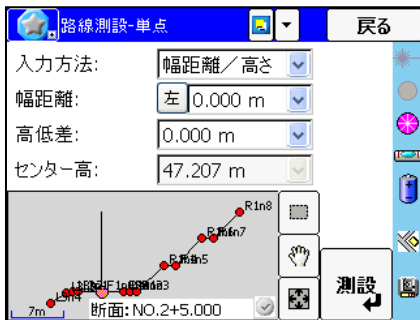 路線測設-単点
戻る
入力方法:
幅距離／高さ
幅距離:
左
0.000 m
高低差:
0.000 m
センター高:
47.207 m
R1n8
測設
7m
断面: NO.2+5.000